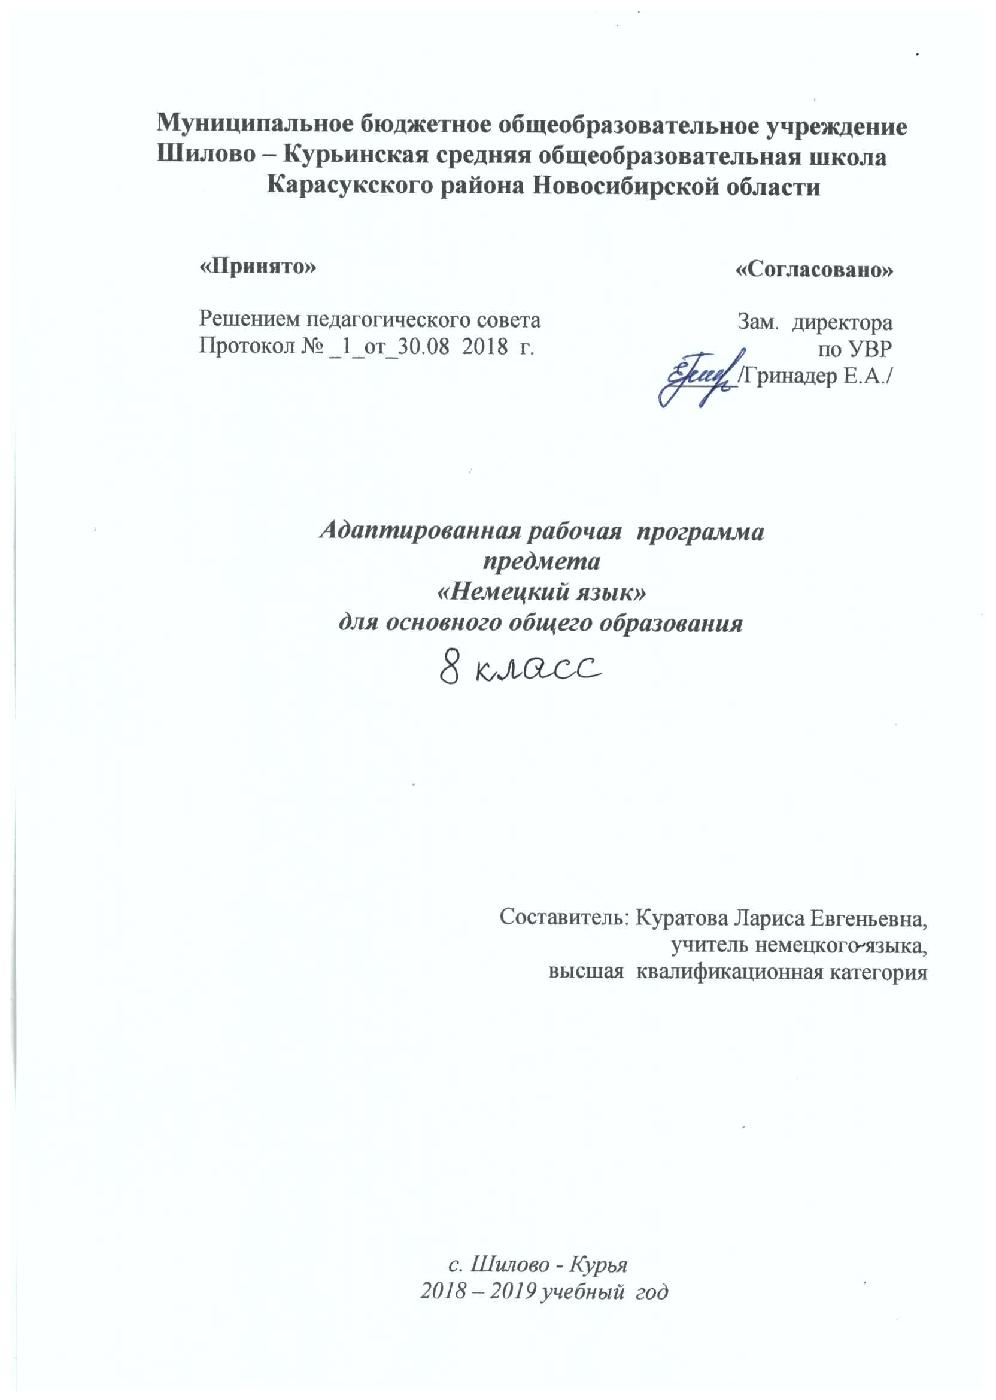 Муниципальное бюджетное общеобразовательное учреждение
Шилово – Курьинская средняя общеобразовательная школа
Карасукского района Новосибирской области
«Принято»
«Согласовано»
Решением педагогического совета
Протокол № _1_от_30.08 2018 г.
Зам. директора
по УВР
/Гринадер Е.А./
Адаптированная рабочая программа
предмета
«Немецкий язык»
для основного общего образования
8 класс
Составитель: Куратова Лариса Евгеньевна,
учитель немецкого языка,
высшая квалификационная категория
с. Шилово - Курья
2018 – 2019 учебный год